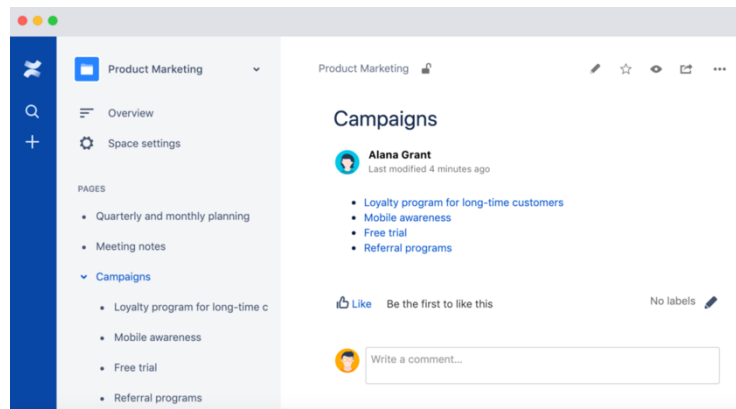 Product Marketing
Overview
Space settings
PAGES
Quarterly and monthly planning
Meeting notes
Campaigns
Loyalty program for long-time c
Mobile awareness
Free trial
Referral programs
Product Marketing
Campaigns
Alana Grant
Last modified 4 minutes ago
Loyalty program for long-time customers
Mobile awareness
Free trial
Referral programs
Like Be the first to like this
No labels
Write a comment...